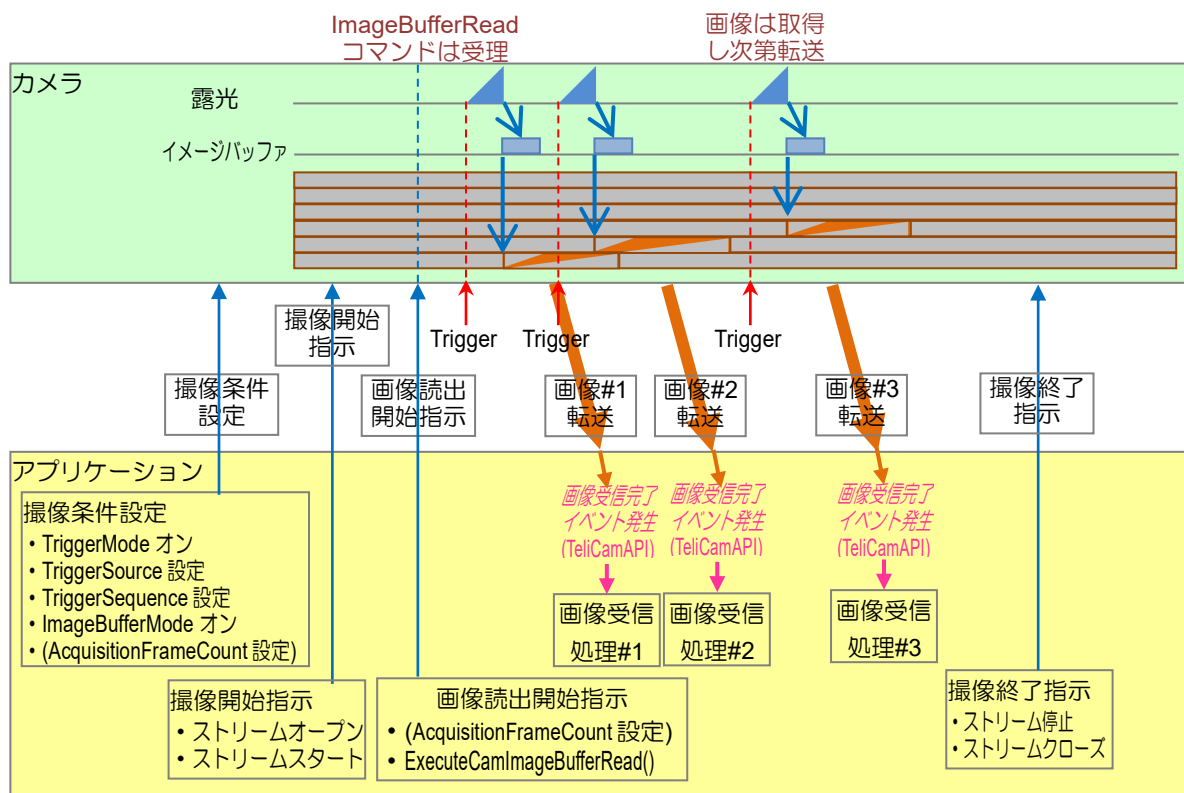 ImageBufferRead
コマンドは受理
画像は取得
し次第転送
カメラ
露光
イメージバッファ
Trigger
Trigger
Trigger
撮像条件
設定
撮像開始
指示
画像読出
開始指示
画像#1
転送
画像#2
転送
画像#3
転送
撮像終了
指示
アプリケーション
撮像条件設定
・TriggerMode オン
・TriggerSource 設定
・TriggerSequence 設定
・ImageBufferMode オン
・(AcquisitionFrameCount 設定)
撮像開始指示
・ストリームオープン
・ストリームスタート
画像読出開始指示
・(AcquisitionFrameCount 設定)
・ExecuteCamImageBufferRead()
画像受信完了
イベント発生
(TeliCamAPI)
画像受信
処理#1
画像受信完了
イベント発生
(TeliCamAPI)
画像受信
処理#2
画像受信完了
イベント発生
(TeliCamAPI)
画像受信
処理#3
撮像終了指示
・ストリーム停止
・ストリームクローズ